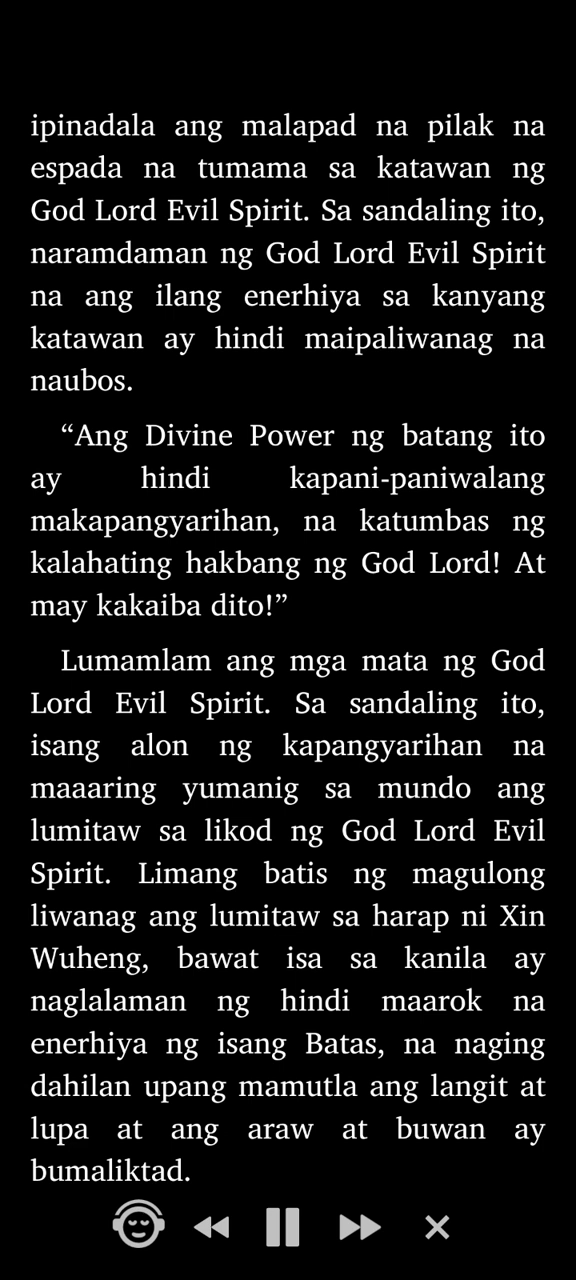 ipinadala ang malapad na pilak na
espada na tumama sa katawan ng
God Lord Evil Spirit. Sa sandaling ito,
naramdaman ng God Lord Evil Spirit
na ang ilang enerhiya sa kanyang
katawan ay hindi maipaliwanag na
naubos.
“Ang Divine Power ng batang ito
ay hindi kapani-paniwalang
makapangyarihan, na katumbas ng
kalahating hakbang ng God Lord! At
may kakaiba dito!”
Lumamlam ang mga mata ng God
Lord Evil Spirit. Sa sandaling ito,
isang alon ng kapangyarihan na
maaaring yumanig sa mundo ang
lumitaw sa likod ng God Lord Evil
Spirit. Limang batis ng magulong
liwanag ang lumitaw sa harap ni Xin
Wuheng, bawat isa sa kanila ay
naglalaman ng hindi maarok na
enerhiya ng isang Batas, na naging
dahilan upang mamutla ang langit at
lupa at ang araw at buwan ay
bumaliktad.